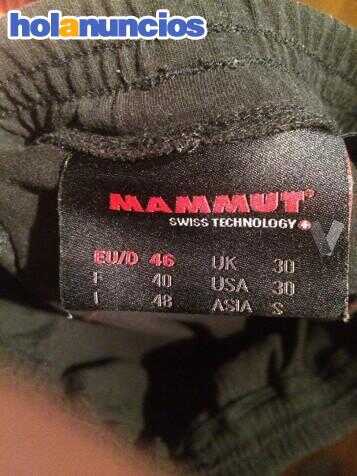 holanuncios
MAMMUT®
SWISS TECHNOLOGY
EU/D 46 UK 30
F 40 USA 30
I 48 ASIA S
V